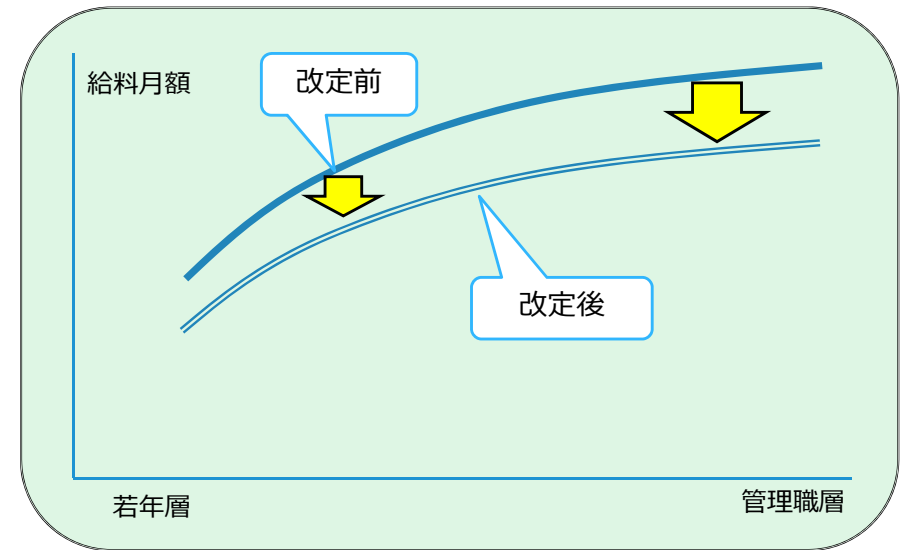 給料月額
改定前
改定後
若年層
管理職層